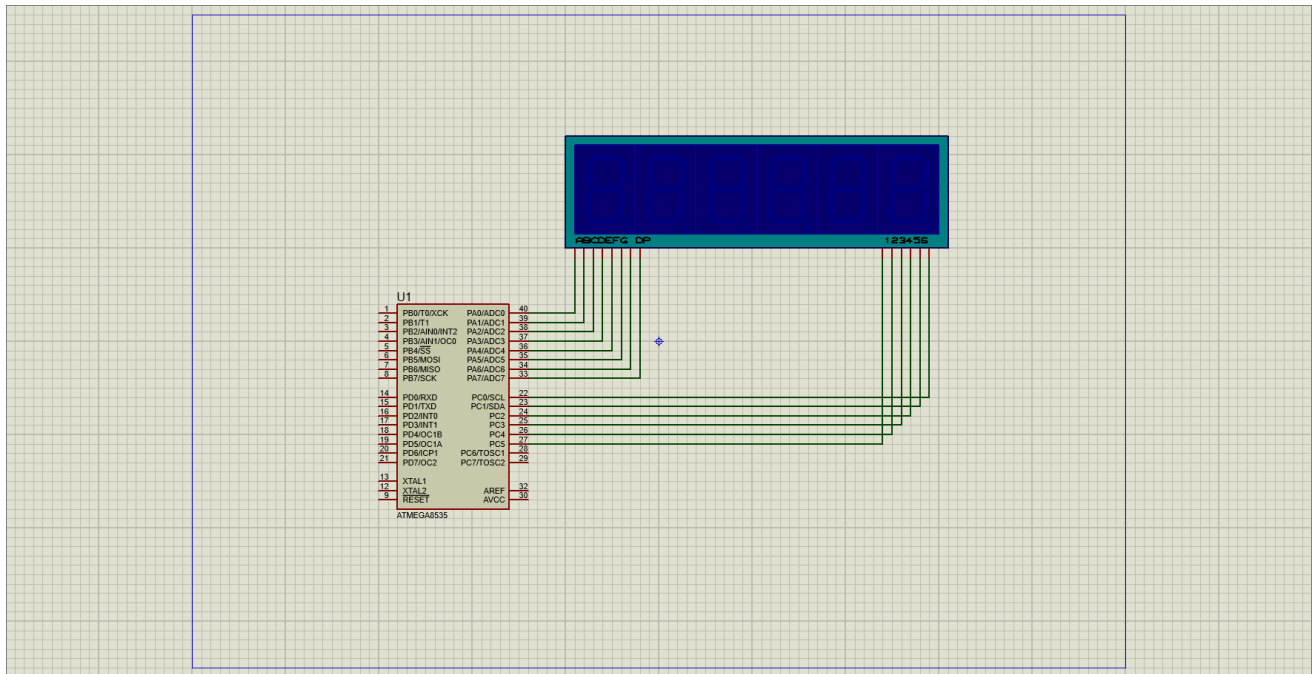 ABCDEFG DP
123456
U1
1 PB0/T0/XCK PA0/ADC0 40
2 PB1/T1 PA1/ADC1 39
3 PB2/AIN0/INT2 PA2/ADC2 38
4 PB3/AIN1/OC0 PA3/ADC3 37
5 PB4/SS PA4/ADC4 36
6 PB5/MOSI PA5/ADC5 35
7 PB6/MISO PA6/ADC6 34
8 PB7/SCK PA7/ADC7 33
14 PD0/RXD PC0/SCL 22
15 PD1/TXD PC1/SDA 23
16 PD2/INT0 PC2 24
17 PD3/INT1 PC3 25
18 PD4/OC1B PC4 26
19 PD5/OC1A PC5 27
20 PD6/ICP1 PC6/TOSC1 28
21 PD7/OC2 PC7/TOSC2 29
13 XTAL1
12 XTAL2 AREF 32
9 RESET AVCC 30
ATMEGA8535